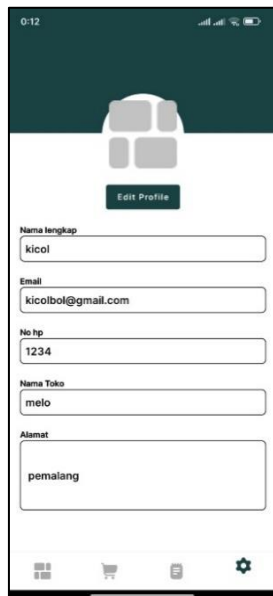 0:12
Edit Profile
Nama lengkap
kicol
Email
kicolbol@gmail.com
No hp
1234
Nama Toko
melo
Alamat
pemalang